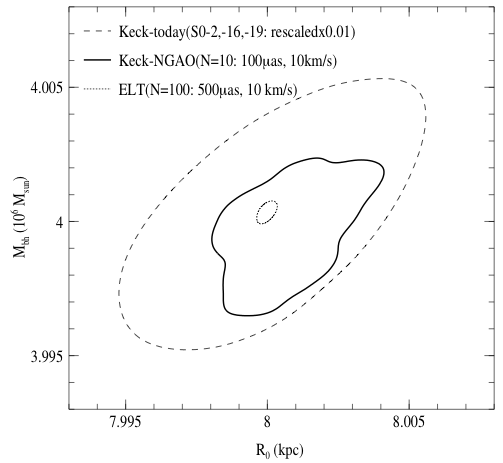 Keck-today(S0-2,-16,-19: rescaledx0.01)
Keck-NGAO(N=10: 100μas, 10km/s)
ELT(N=100: 500μas, 10 km/s)
4.005
4
3.995
M_bh (10^6 M_sun)
7.995 8 8.005
R_0 (kpc)